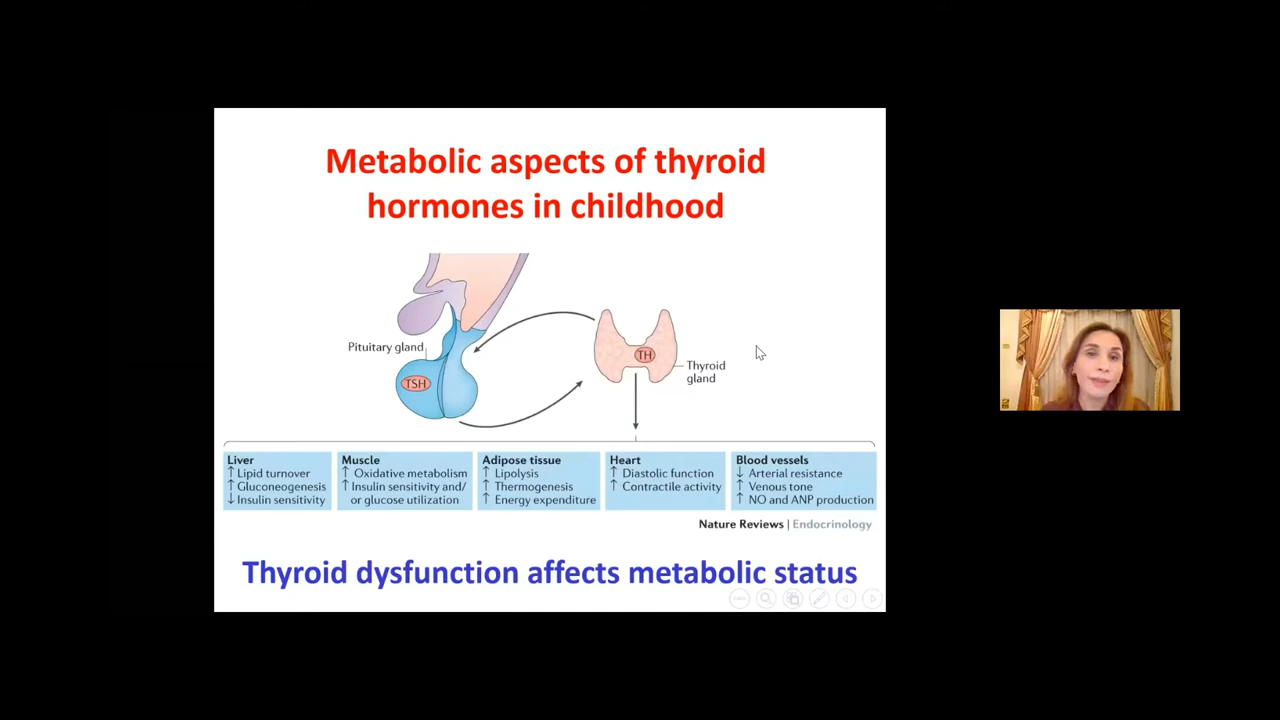 Metabolic aspects of thyroid
hormones in childhood
Pituitary gland
TSH
TH
Thyroid
gland
Liver
↑ Lipid turnover
↑ Gluconeogenesis
↓ Insulin sensitivity
Muscle
↑ Oxidative metabolism
↑ Insulin sensitivity and/
or glucose utilization
Adipose tissue
↑ Lipolysis
↑ Thermogenesis
↑ Energy expenditure
Heart
↑ Diastolic function
↑ Contractile activity
Blood vessels
↓ Arterial resistance
↑ Venous tone
↑ NO and ANP production
Nature Reviews | Endocrinology
Thyroid dysfunction affects metabolic status